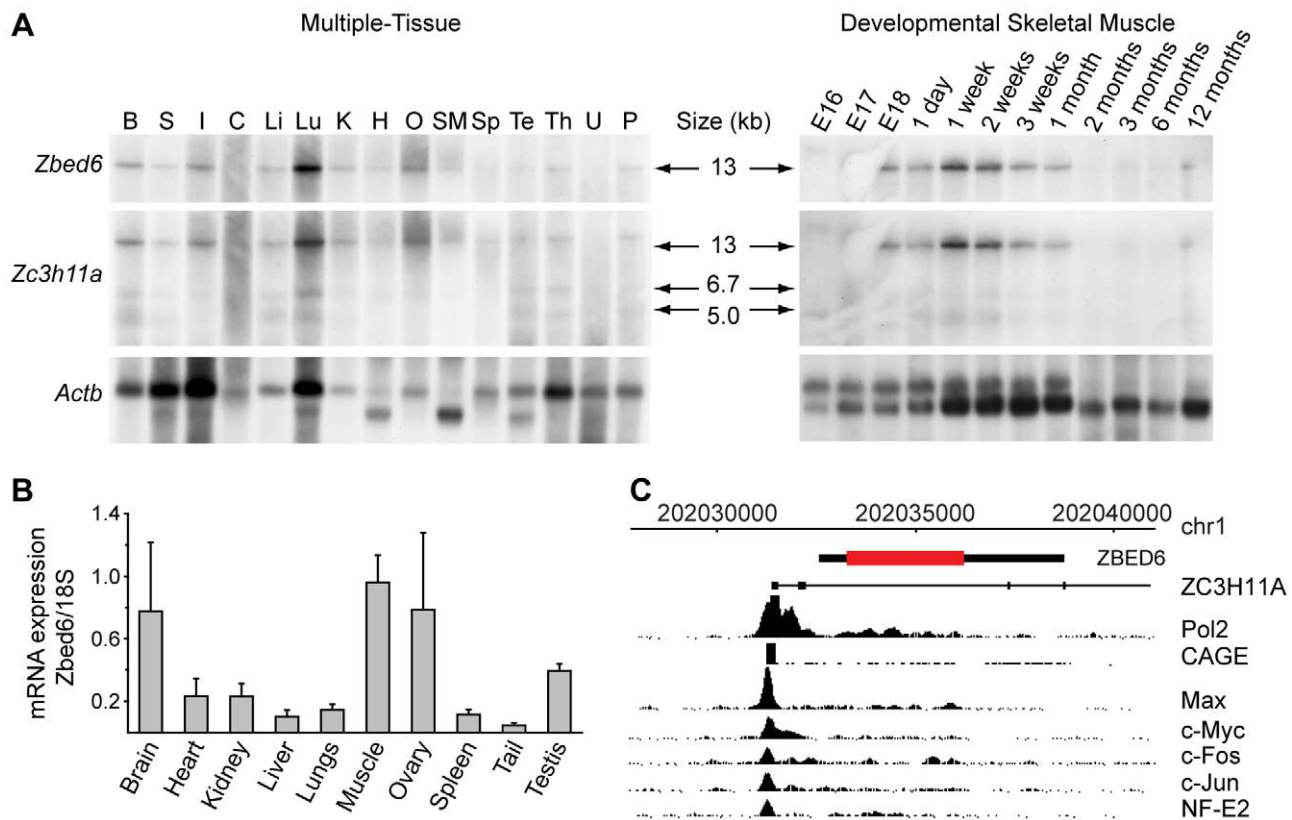 A Multiple-Tissue Developmental Skeletal Muscle
B S I C Li Lu K H O SM Sp Te Th U P Size (kb) E16 E17 E18 1 day 1 week 2 weeks 3 weeks 1 month 2 months 3 months 6 months 12 months
Zbed6 13
13
Zc3h11a 6.7
5.0
Actb
B
mRNA expression
Zbed6/18S
1.4
1.0
0.6
0.2
Brain Heart Kidney Liver Lungs Muscle Ovary Spleen Tail Testis
C
202030000 202035000 202040000 chr1
ZBED6
ZC3H11A
Pol2
CAGE
Max
c-Myc
c-Fos
c-Jun
NF-E2